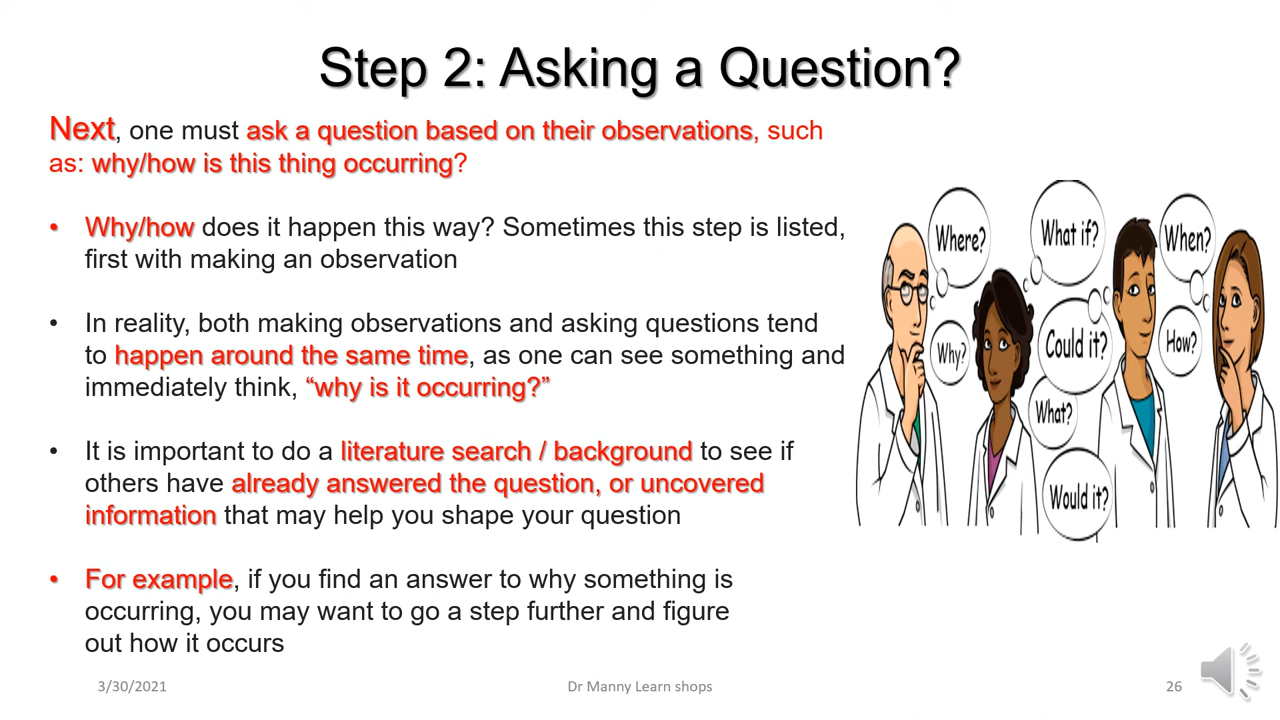 Step 2: Asking a Question?
Next, one must ask a question based on their observations, such
as: why/how is this thing occurring?
• Why/how does it happen this way? Sometimes this step is listed,
first with making an observation
• In reality, both making observations and asking questions tend
to happen around the same time, as one can see something and
immediately think, “why is it occurring?”
• It is important to do a literature search / background to see if
others have already answered the question, or uncovered
information that may help you shape your question
• For example, if you find an answer to why something is
occurring, you may want to go a step further and figure
out how it occurs
Where?
What if?
When?
Why?
Could it?
How?
What?
Would it?
3/30/2021
Dr Manny Learn shops
26